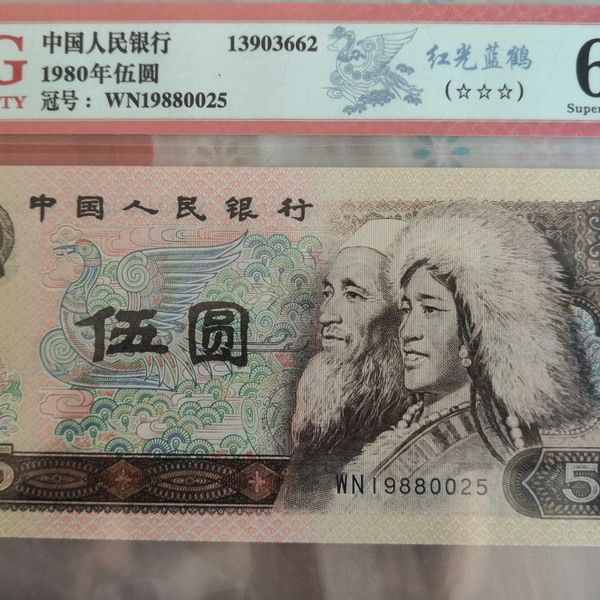 G
TY
中国人民银行 13903662
1980年伍圆
冠号：WN19880025
红光蓝鹤
(☆☆☆)
6
Super
中国人民银行
伍圆
WN19880025
5